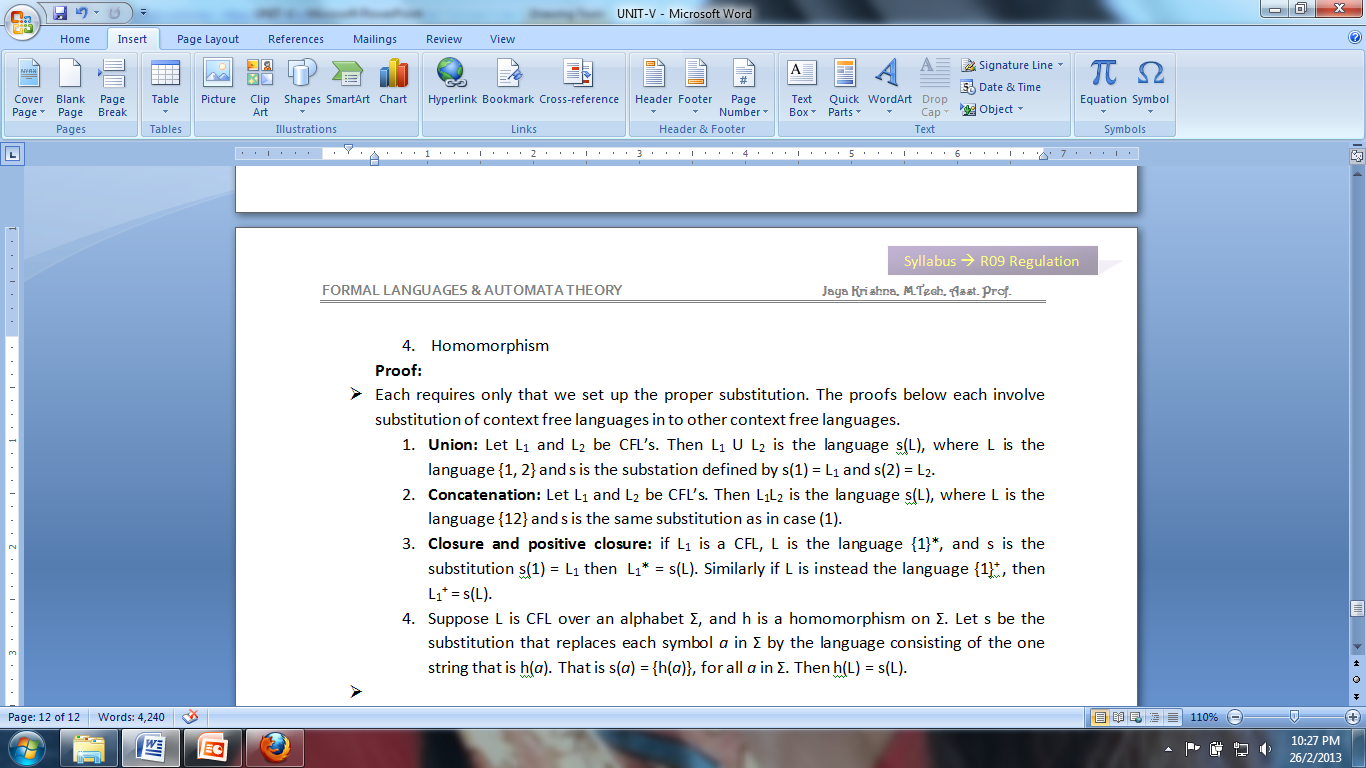 UNIT-V - Microsoft Word
Home Insert Page Layout References Mailings Review View
Cover Page Blank Page Page Break Table Picture Clip Art Shapes SmartArt Chart Hyperlink Bookmark Cross-reference Header Footer Page Number Text Box Quick Parts WordArt Drop Cap Signature Line Date & Time Object Equation Symbol
Pages Tables Illustrations Links Header & Footer Text Symbols
1 2 3 4 5 6 7
Syllabus → R09 Regulation
FORMAL LANGUAGES & AUTOMATA THEORY Jaya Krishna, M.Tech, Asst. Prof.
4. Homomorphism
Proof:
➢ Each requires only that we set up the proper substitution. The proofs below each involve
substitution of context free languages in to other context free languages.
1. Union: Let L₁ and L₂ be CFL’s. Then L₁ U L₂ is the language s(L), where L is the
language {1, 2} and s is the substation defined by s(1) = L₁ and s(2) = L₂.
2. Concatenation: Let L₁ and L₂ be CFL’s. Then L₁L₂ is the language s(L), where L is the
language {12} and s is the same substitution as in case (1).
3. Closure and positive closure: if L₁ is a CFL, L is the language {1}*, and s is the
substitution s(1) = L₁ then L₁* = s(L). Similarly if L is instead the language {1}⁺, then
L₁⁺ = s(L).
4. Suppose L is CFL over an alphabet Σ, and h is a homomorphism on Σ. Let s be the
substitution that replaces each symbol a in Σ by the language consisting of the one
string that is h(a). That is s(a) = {h(a)}, for all a in Σ. Then h(L) = s(L).
➢
Page: 12 of 12 Words: 4,240 110%
10:27 PM
26/2/2013